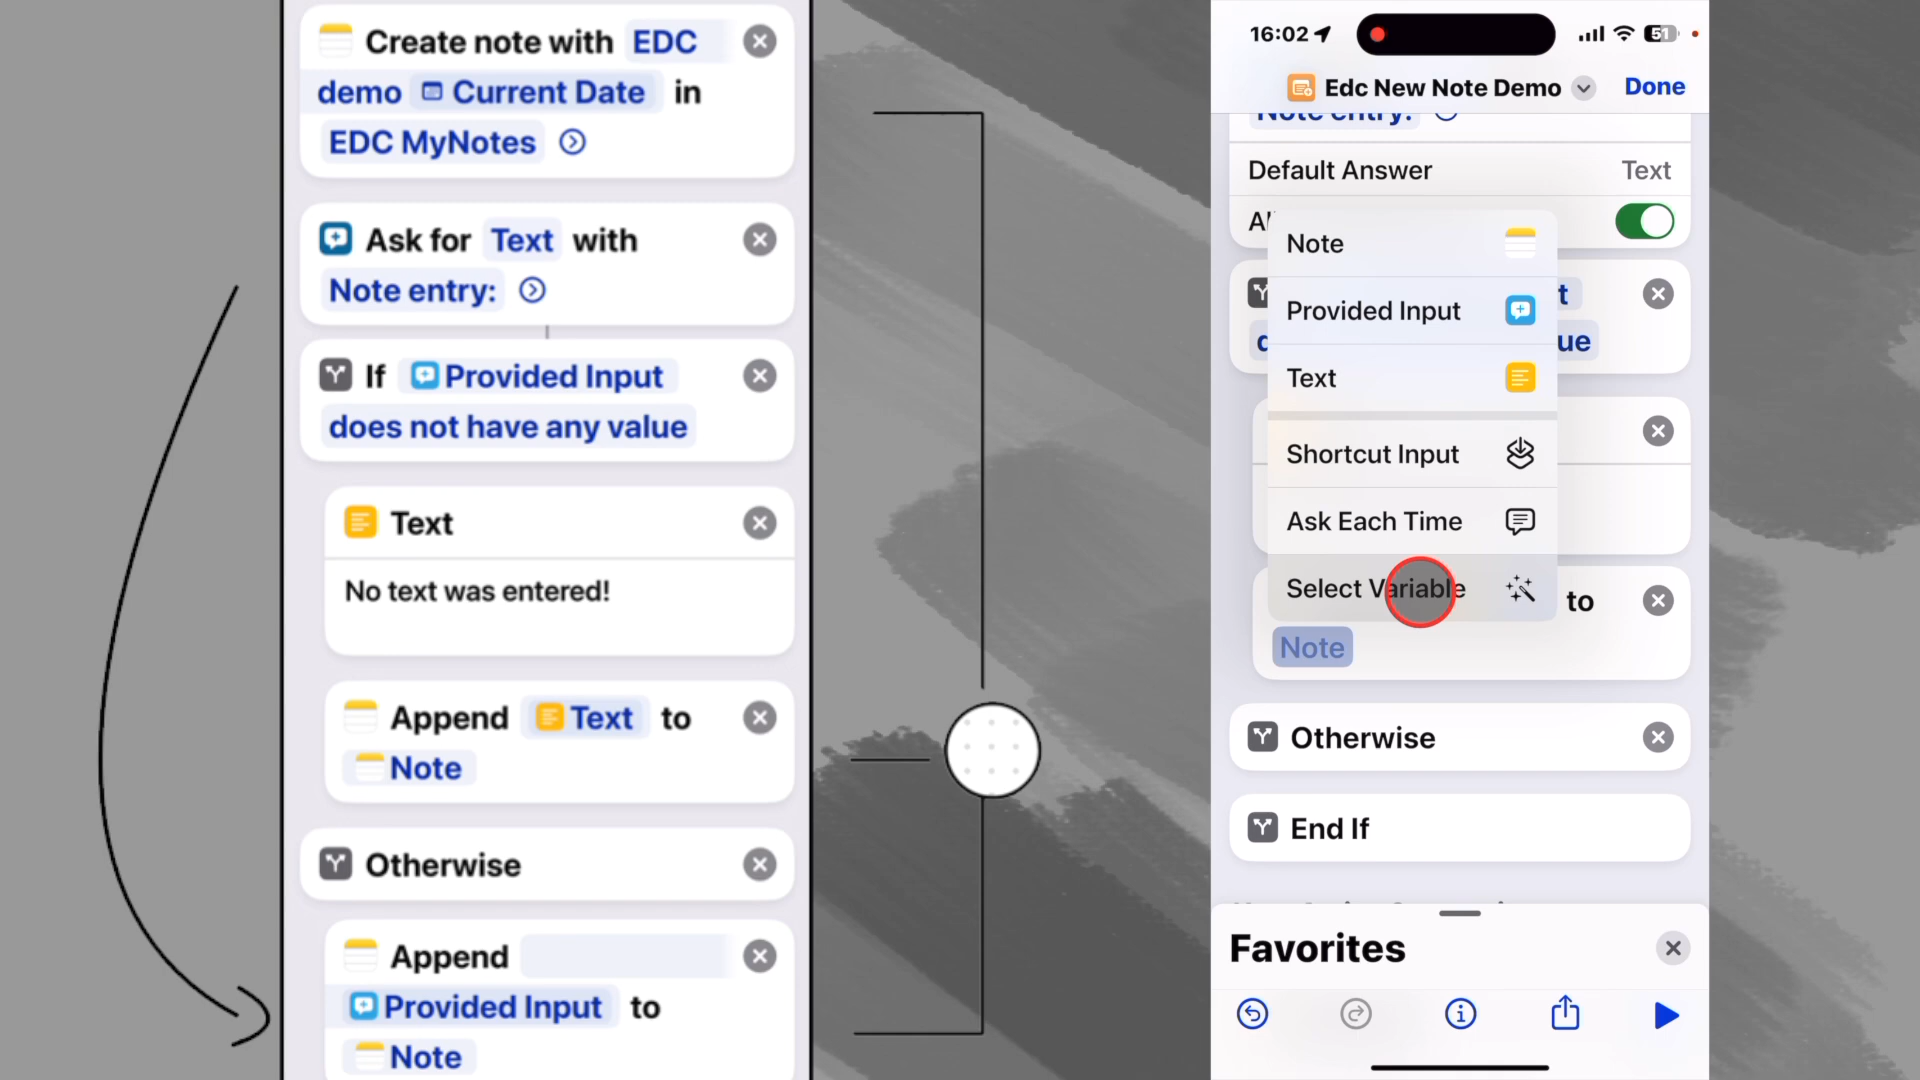 Create note with EDC
demo Current Date in
EDC MyNotes
Ask for Text with
Note entry:
If Provided Input
does not have any value
Text
No text was entered!
Append Text to
Note
Otherwise
Append
Provided Input to
Note
16:02
51
Edc New Note Demo
Done
Note entry:
Default Answer
Text
Note
Provided Input
Text
Shortcut Input
Ask Each Time
Select Variable
to
Note
Otherwise
End If
Favorites